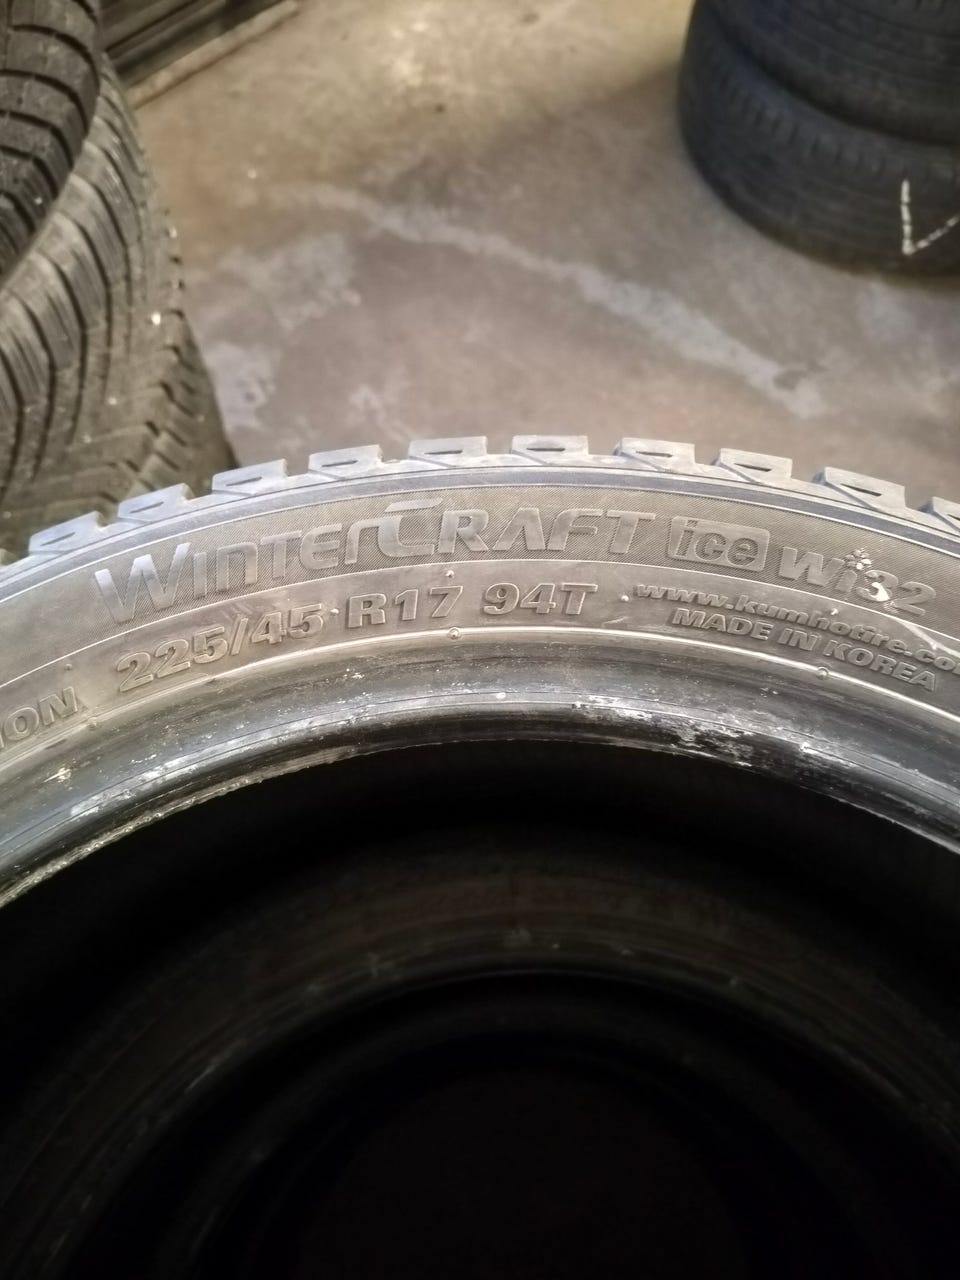 WINTERCRAFT ice Wi32
225/45 R17 94T
www.kumhotire.co
MADE IN KOREA